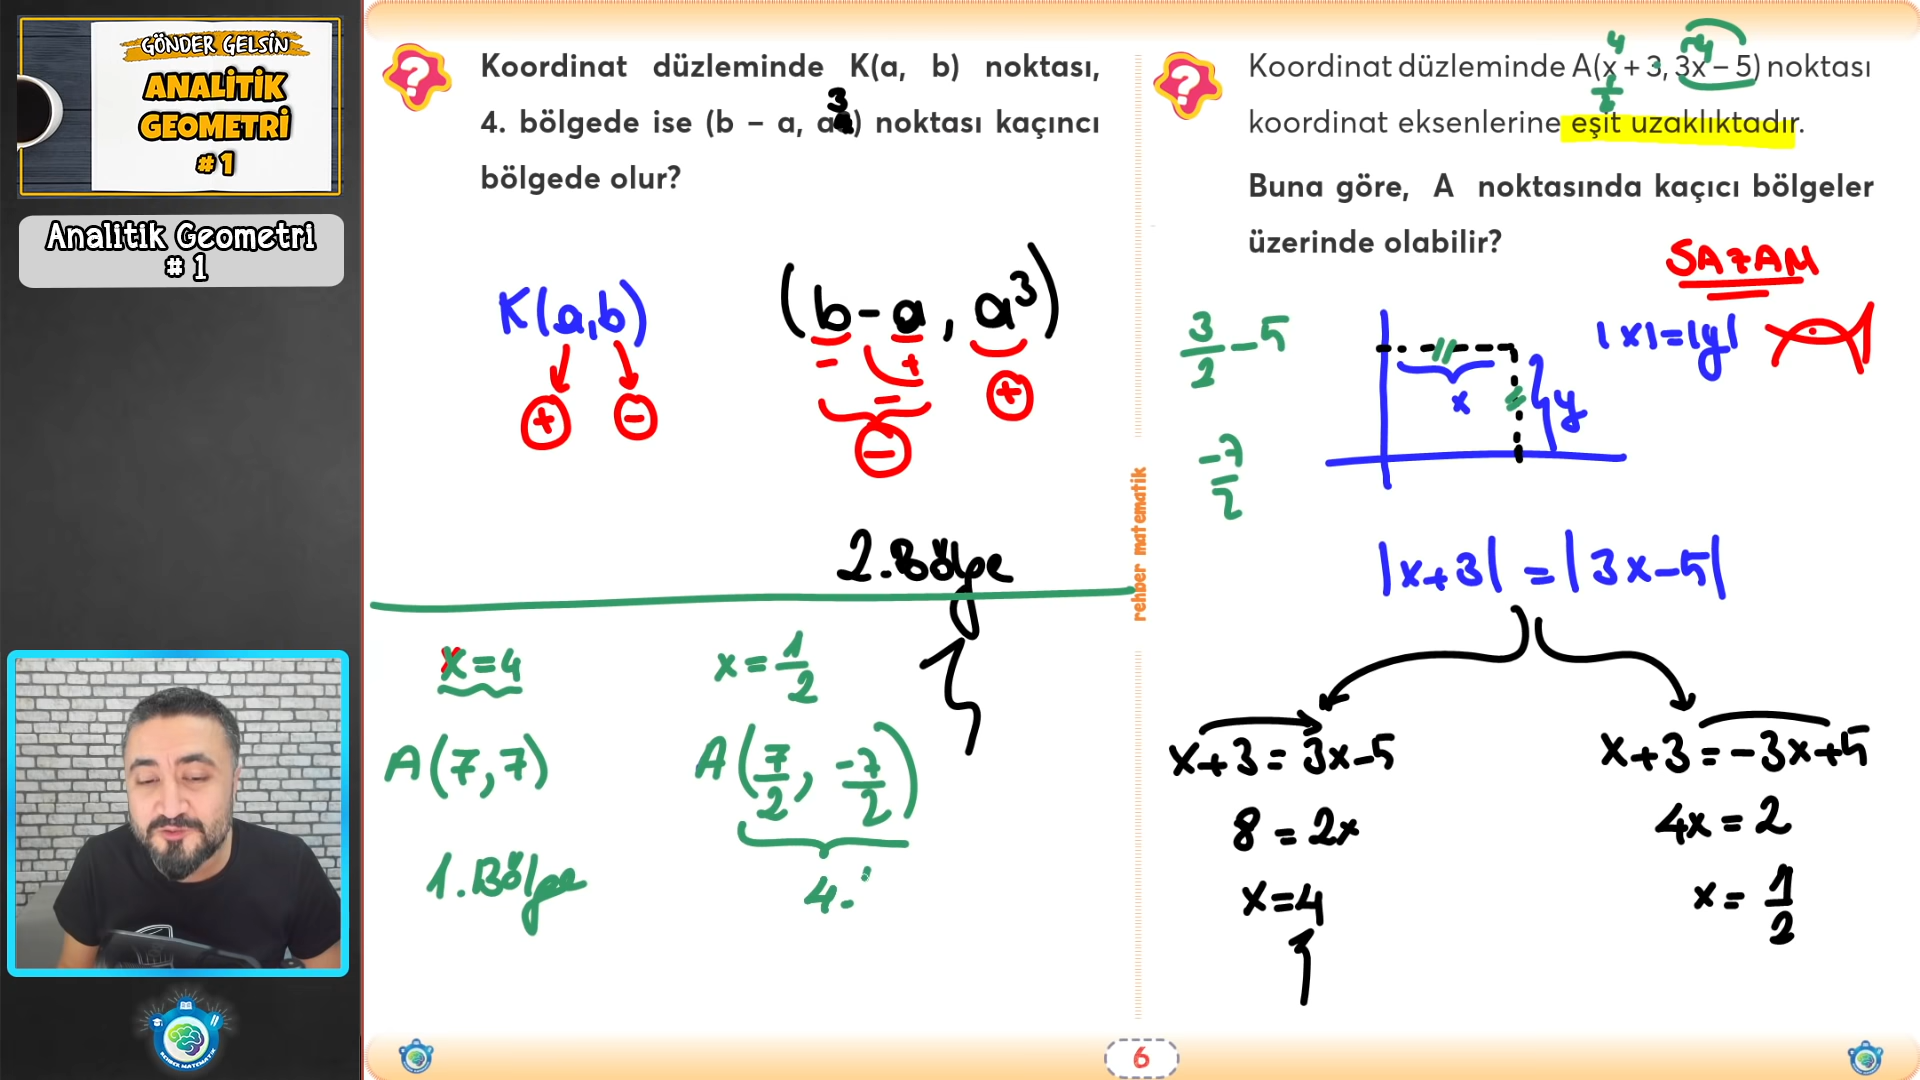 GÖNDER GELSİN
ANALİTİK
GEOMETRİ
#1
Analitik Geometri
#1
Koordinat düzleminde K(a, b) noktası,
4. bölgede ise (b – a, a³) noktası kaçıncı
bölgede olur?
K(a,b)
+ –
(b-a, a³)
– + +
–
–
2.Bölge
x=4
A(7,7)
1.Bölge
x=1/2
A(7/2, -7/2)
4.
rehber matematik
Koordinat düzleminde A(x + 3, 3x – 5) noktası
koordinat eksenlerine eşit uzaklıktadır.
Buna göre, A noktasında kaçıcı bölgeler
üzerinde olabilir?
4
SAZAN
3/2 -5
-7/2
x
y
|x|=|y|
|x+3| = |3x-5|
x+3=3x-5
8=2x
x=4
x+3=-3x+5
4x=2
x=1/2
6
REHBER MATEMATİK